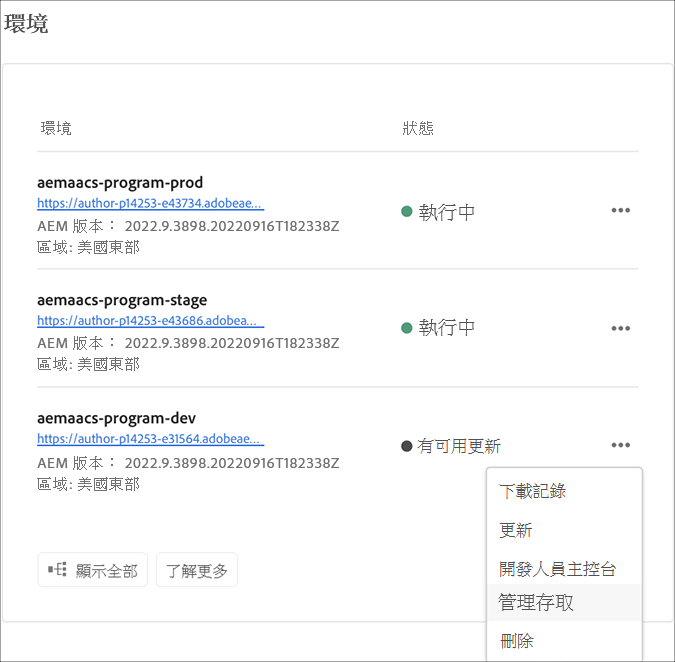 環境
環境 狀態
aemaacs-program-prod
https://author-p14253-e43734.adobeae...
AEM 版本： 2022.9.3898.20220916T182338Z
區域: 美國東部
執行中
aemaacs-program-stage
https://author-p14253-e43686.adobea...
AEM 版本： 2022.9.3898.20220916T182338Z
區域: 美國東部
執行中
aemaacs-program-dev
https://author-p14253-e31564.adobeae...
AEM 版本： 2022.9.3898.20220916T182338Z
區域: 美國東部
有可用更新
下載記錄
更新
開發人員主控台
管理存取
刪除
顯示全部 了解更多